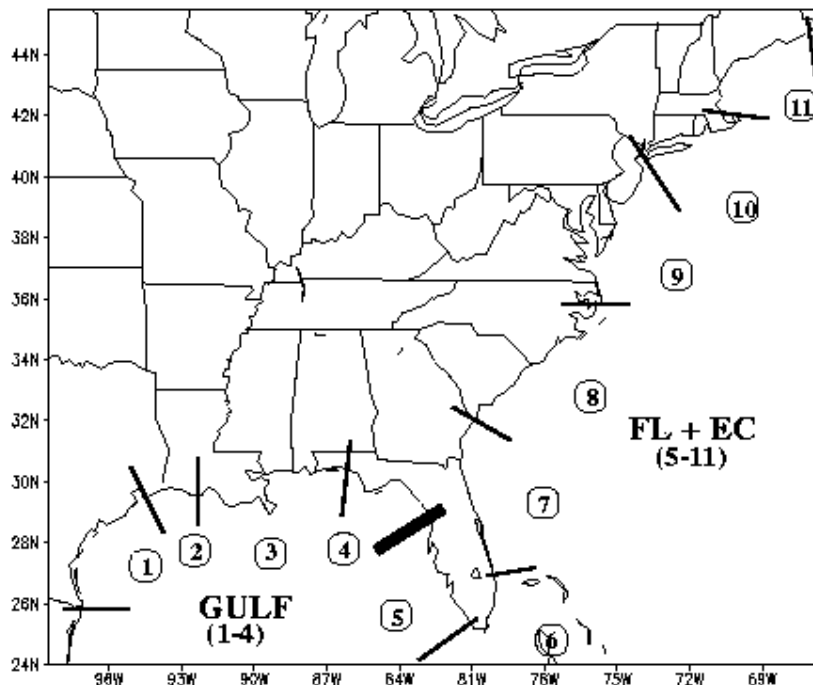 44N
42N
40N
38N
36N
34N
32N
30N
28N
26N
24N
96W 93W 90W 87W 84W 81W 78W 75W 72W 69W
11
10
9
8
FL + EC
(5-11)
7
1
2
3
4
GULF
(1-4)
5
6